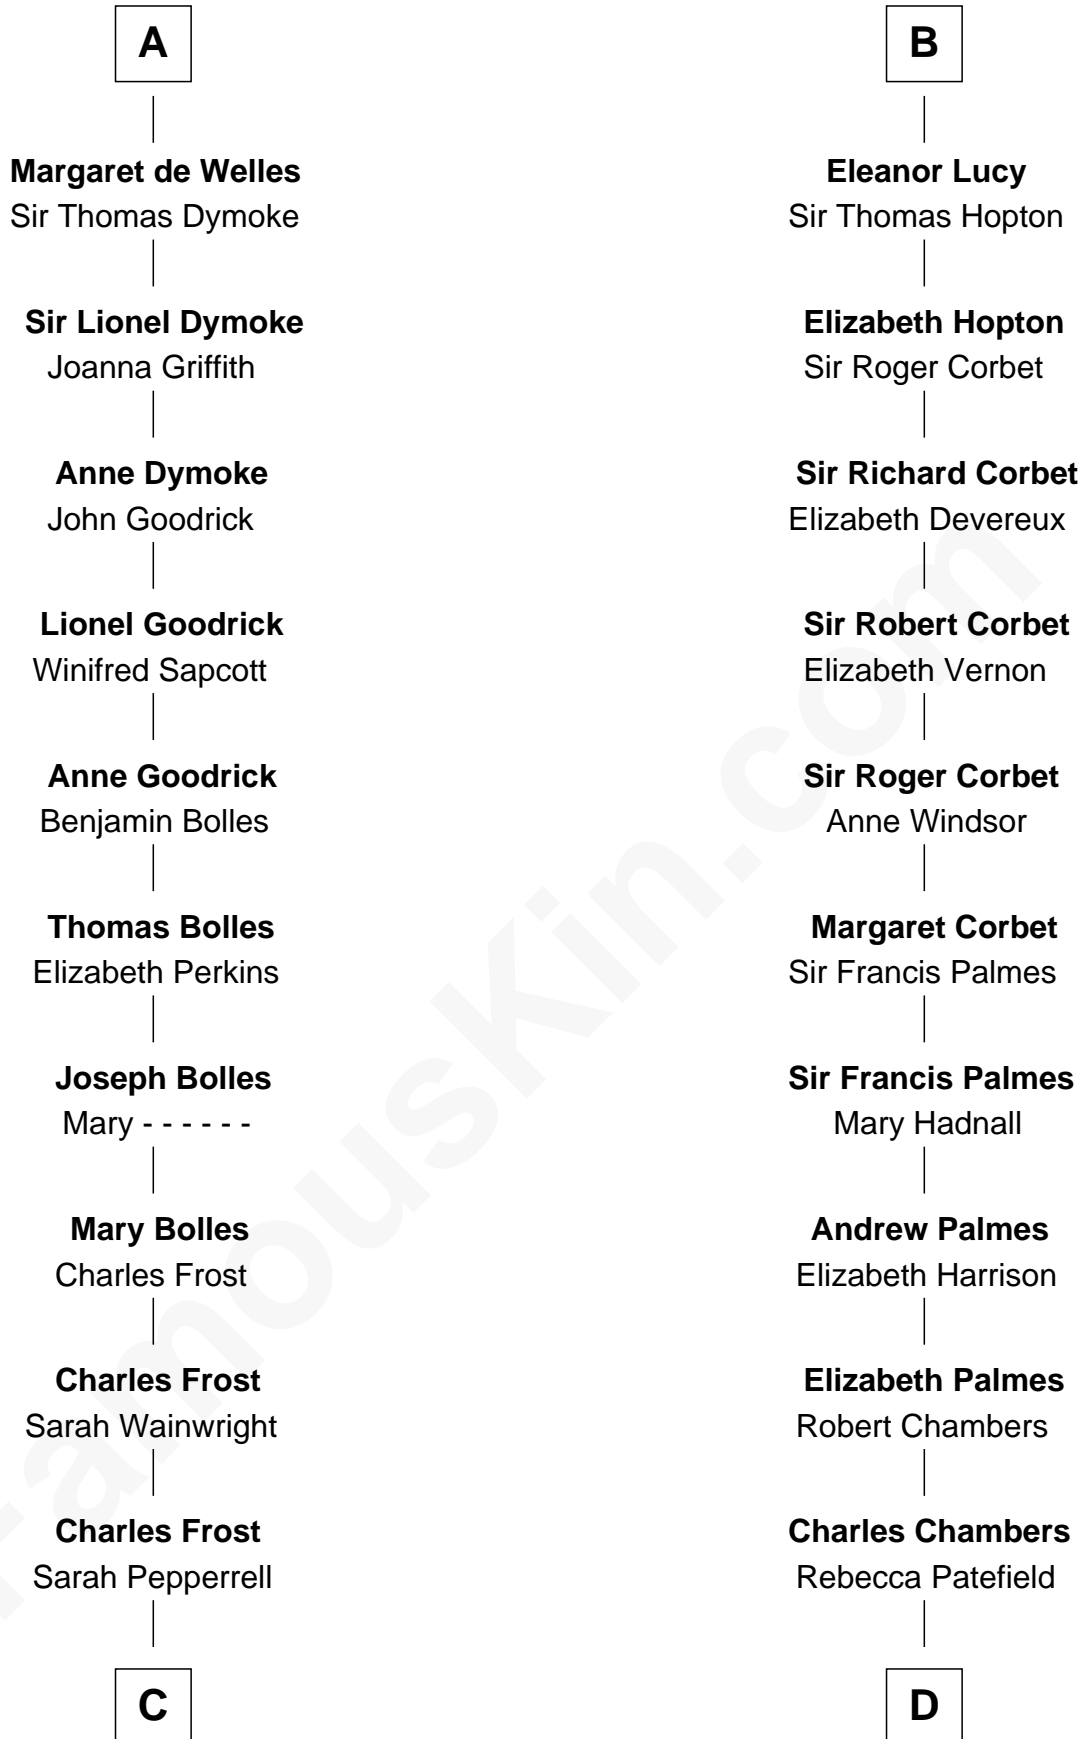 A
Margaret de Welles
Sir Thomas Dymoke
Sir Lionel Dymoke
Joanna Griffith
Anne Dymoke
John Goodrick
Lionel Goodrick
Winifred Sapcott
Anne Goodrick
Benjamin Bolles
Thomas Bolles
Elizabeth Perkins
Joseph Bolles
Mary - - - - - -
Mary Bolles
Charles Frost
Charles Frost
Sarah Wainwright
Charles Frost
Sarah Pepperrell
C
B
Eleanor Lucy
Sir Thomas Hopton
Elizabeth Hopton
Sir Roger Corbet
Sir Richard Corbet
Elizabeth Devereux
Sir Robert Corbet
Elizabeth Vernon
Sir Roger Corbet
Anne Windsor
Margaret Corbet
Sir Francis Palmes
Sir Francis Palmes
Mary Hadnall
Andrew Palmes
Elizabeth Harrison
Elizabeth Palmes
Robert Chambers
Charles Chambers
Rebecca Patefield
D
FamousKin.com